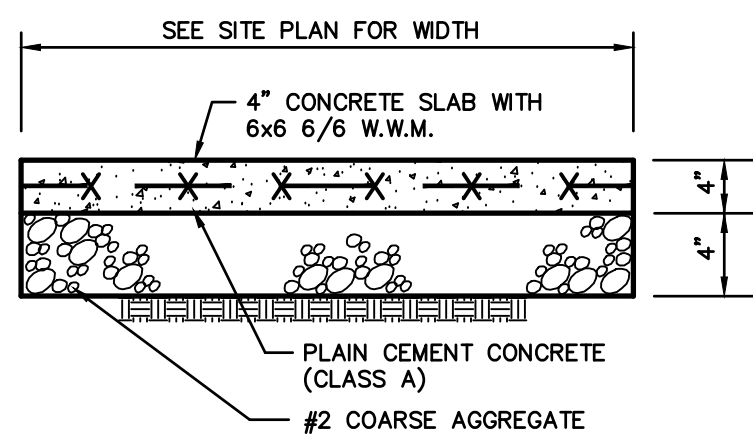 SEE SITE PLAN FOR WIDTH
4" CONCRETE SLAB WITH
6x6 6/6 W.W.M.
4"
4"
PLAIN CEMENT CONCRETE
(CLASS A)
#2 COARSE AGGREGATE